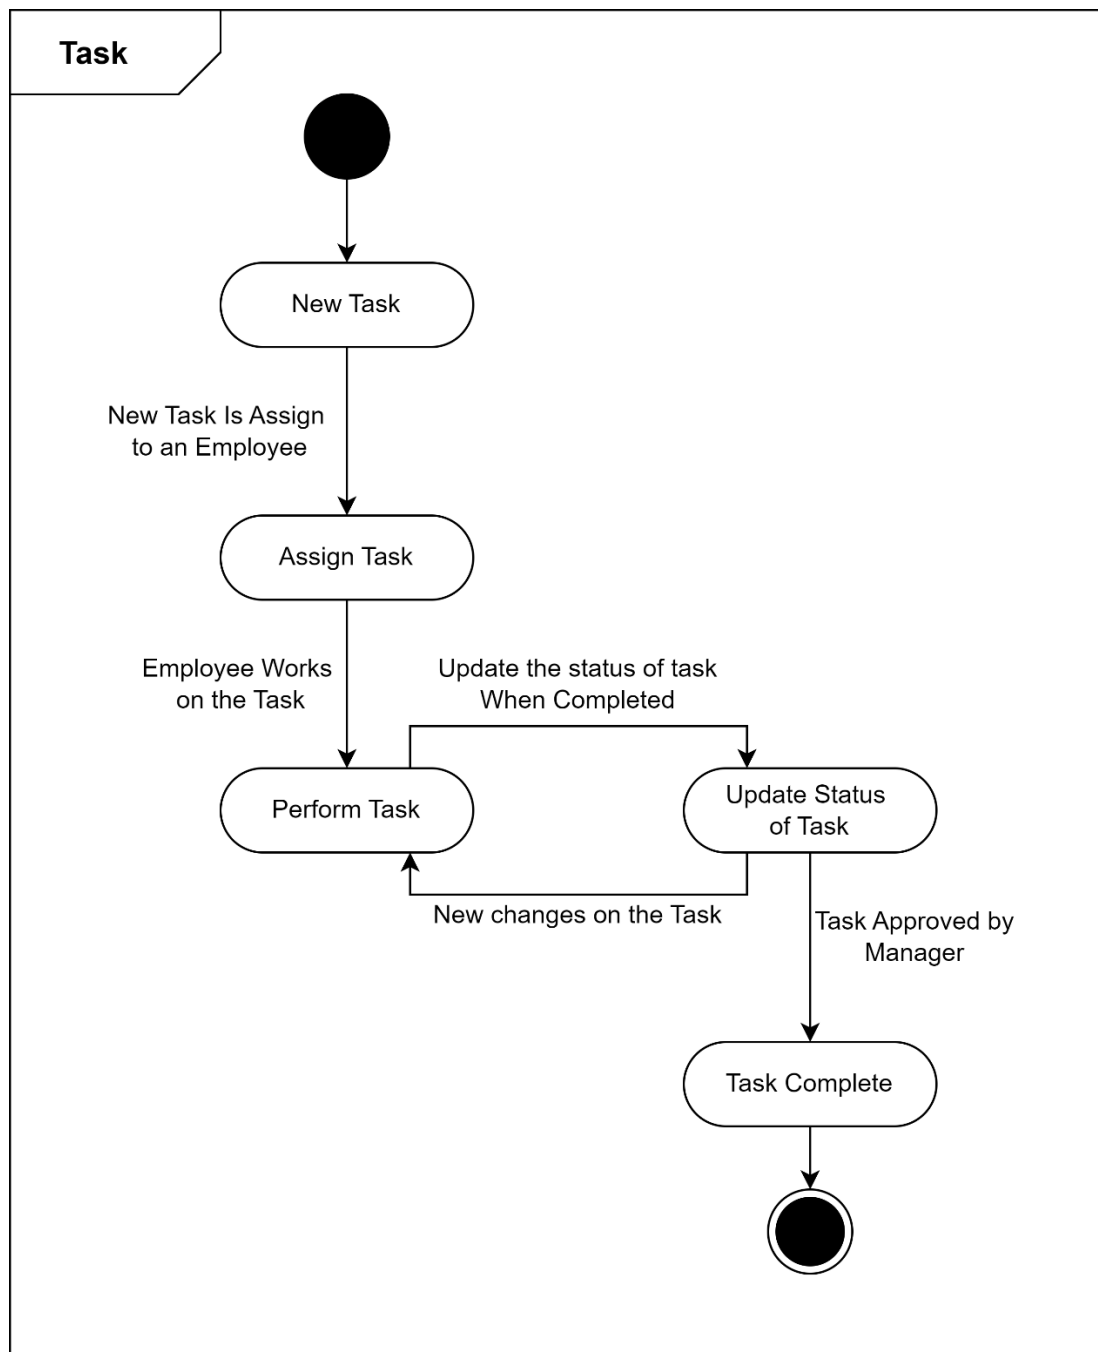 Task
New Task
New Task Is Assign
to an Employee
Assign Task
Employee Works
on the Task
Update the status of task
When Completed
Perform Task
Update Status
of Task
New changes on the Task
Task Approved by
Manager
Task Complete